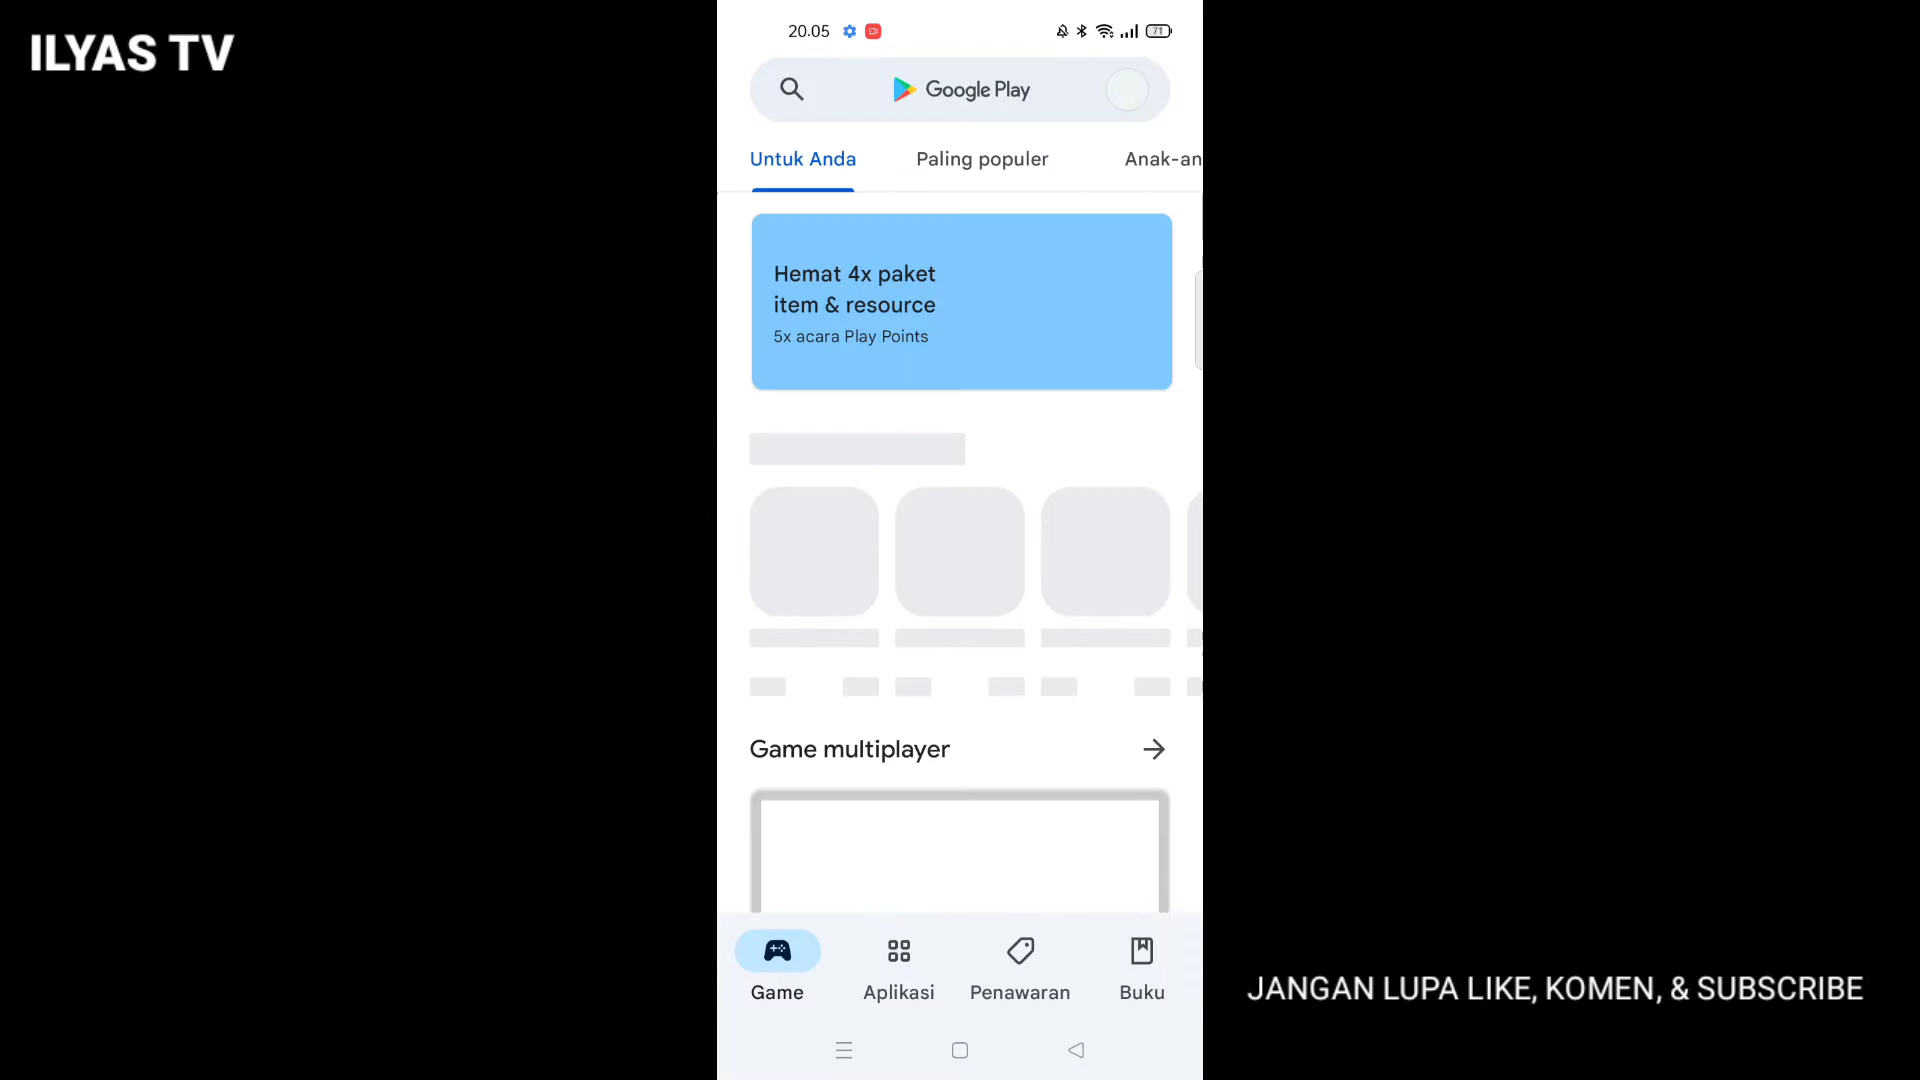 ILYAS TV
20.05
71
Google Play
Untuk Anda
Paling populer
Anak-an
Hemat 4x paket
item & resource
5x acara Play Points
Game multiplayer
Game
Aplikasi
Penawaran
Buku
JANGAN LUPA LIKE, KOMEN, & SUBSCRIBE